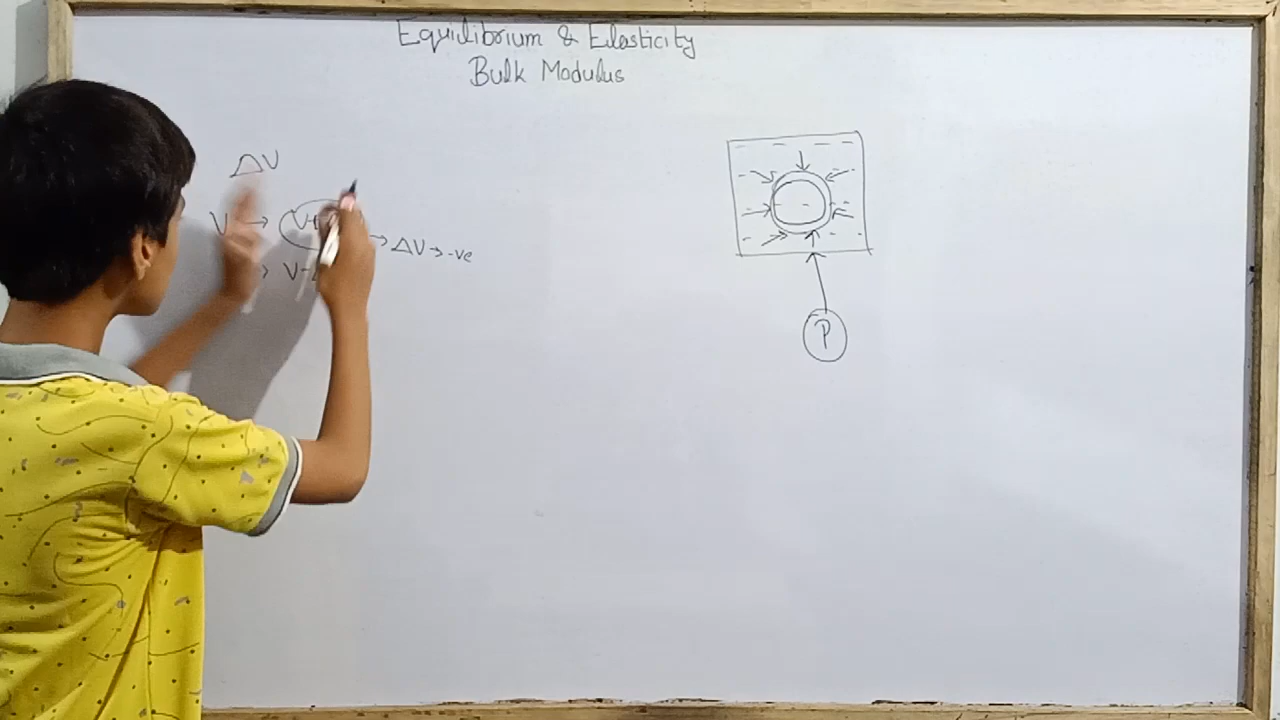 Equilibrium & Elasticity
Bulk Modulus
ΔV
V → V+
→ ΔV → -ve
→ V-
P